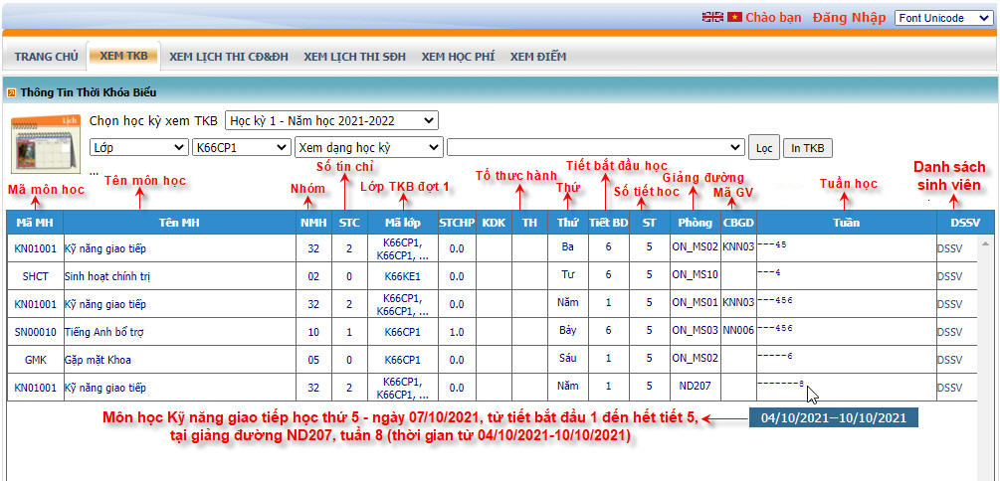 Chào bạn Đăng Nhập Font Unicode
TRANG CHỦ XEM TKB XEM LỊCH THI CĐ&ĐH XEM LỊCH THI SĐH XEM HỌC PHÍ XEM ĐIỂM
Thông Tin Thời Khóa Biểu
Lịch
Chọn học kỳ xem TKB Học kỳ 1 - Năm học 2021-2022
Lớp K66CP1 Xem dạng học kỳ Lọc In TKB
...
Mã môn học Tên môn học Nhóm Số tín chỉ Lớp TKB đợt 1 Tổ thực hành Thứ Tiết bắt đầu học Số tiết học Giảng đường Mã GV Tuần học Danh sách sinh viên
Mã MH Tên MH NMH STC Mã lớp STCHP KDK TH Thứ Tiết BD ST Phòng CBGD Tuần DSSV
KN01001 Kỹ năng giao tiếp 32 2 K66CP1, K66CP1, ... 0.0 Ba 6 5 ON_MS02 KNN03 ---45 DSSV
SHCT Sinh hoạt chính trị 02 0 K66KE1 0.0 Tư 6 5 ON_MS10 ---4 DSSV
KN01001 Kỹ năng giao tiếp 32 2 K66CP1, K66CP1, ... 0.0 Năm 1 5 ON_MS01 KNN03 ---456 DSSV
SN00010 Tiếng Anh bổ trợ 10 1 K66CP1 1.0 Bảy 6 5 ON_MS03 NN006 ---456 DSSV
GMK Gặp mặt Khoa 05 0 K66CP1 0.0 Sáu 1 5 ON_MS02 -----6 DSSV
KN01001 Kỹ năng giao tiếp 32 2 K66CP1, K66CP1, ... 0.0 Năm 1 5 ND207 -------8 DSSV
Môn học Kỹ năng giao tiếp học thứ 5 - ngày 07/10/2021, từ tiết bắt đầu 1 đến hết tiết 5, 04/10/2021--10/10/2021
tại giảng đường ND207, tuần 8 (thời gian từ 04/10/2021-10/10/2021)